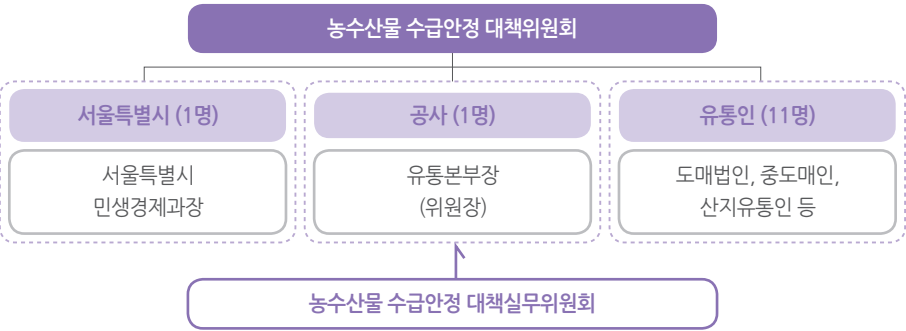 농수산물 수급안정 대책위원회
서울특별시 (1명)
공사 (1명)
유통인 (11명)
서울특별시
민생경제과장
유통본부장
(위원장)
도매법인, 중도매인,
산지유통인 등
농수산물 수급안정 대책실무위원회